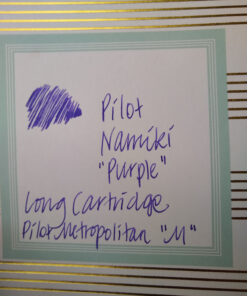 Pilot
Namiki
"Purple"
Long Cartridge
Pilot Metropolitan "M"